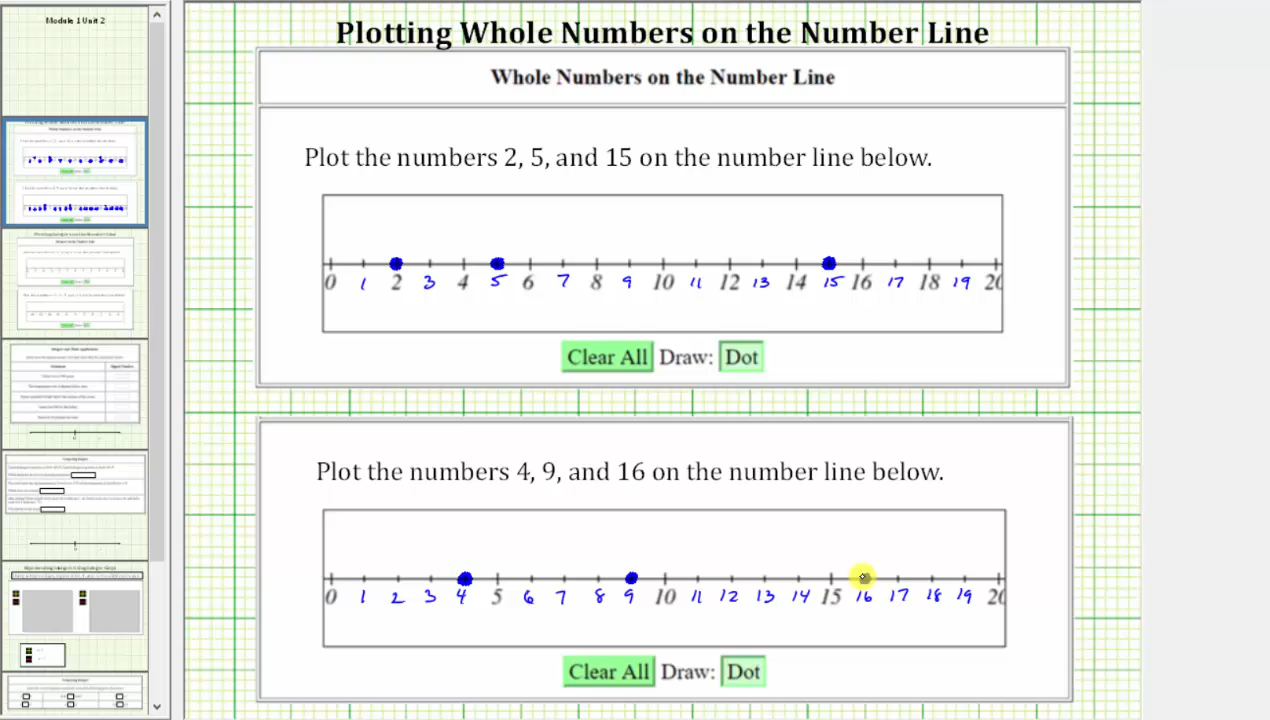 Module 1 Unit 2
Plotting Whole Numbers on the Number Line
Whole Numbers on the Number Line
Plot the numbers 2, 5, and 15 on the number line below.
0 1 2 3 4 5 6 7 8 9 10 11 12 13 14 15 16 17 18 19 20
Clear All Draw: Dot
Plot the numbers 4, 9, and 16 on the number line below.
0 1 2 3 4 5 6 7 8 9 10 11 12 13 14 15 16 17 18 19 20
Clear All Draw: Dot